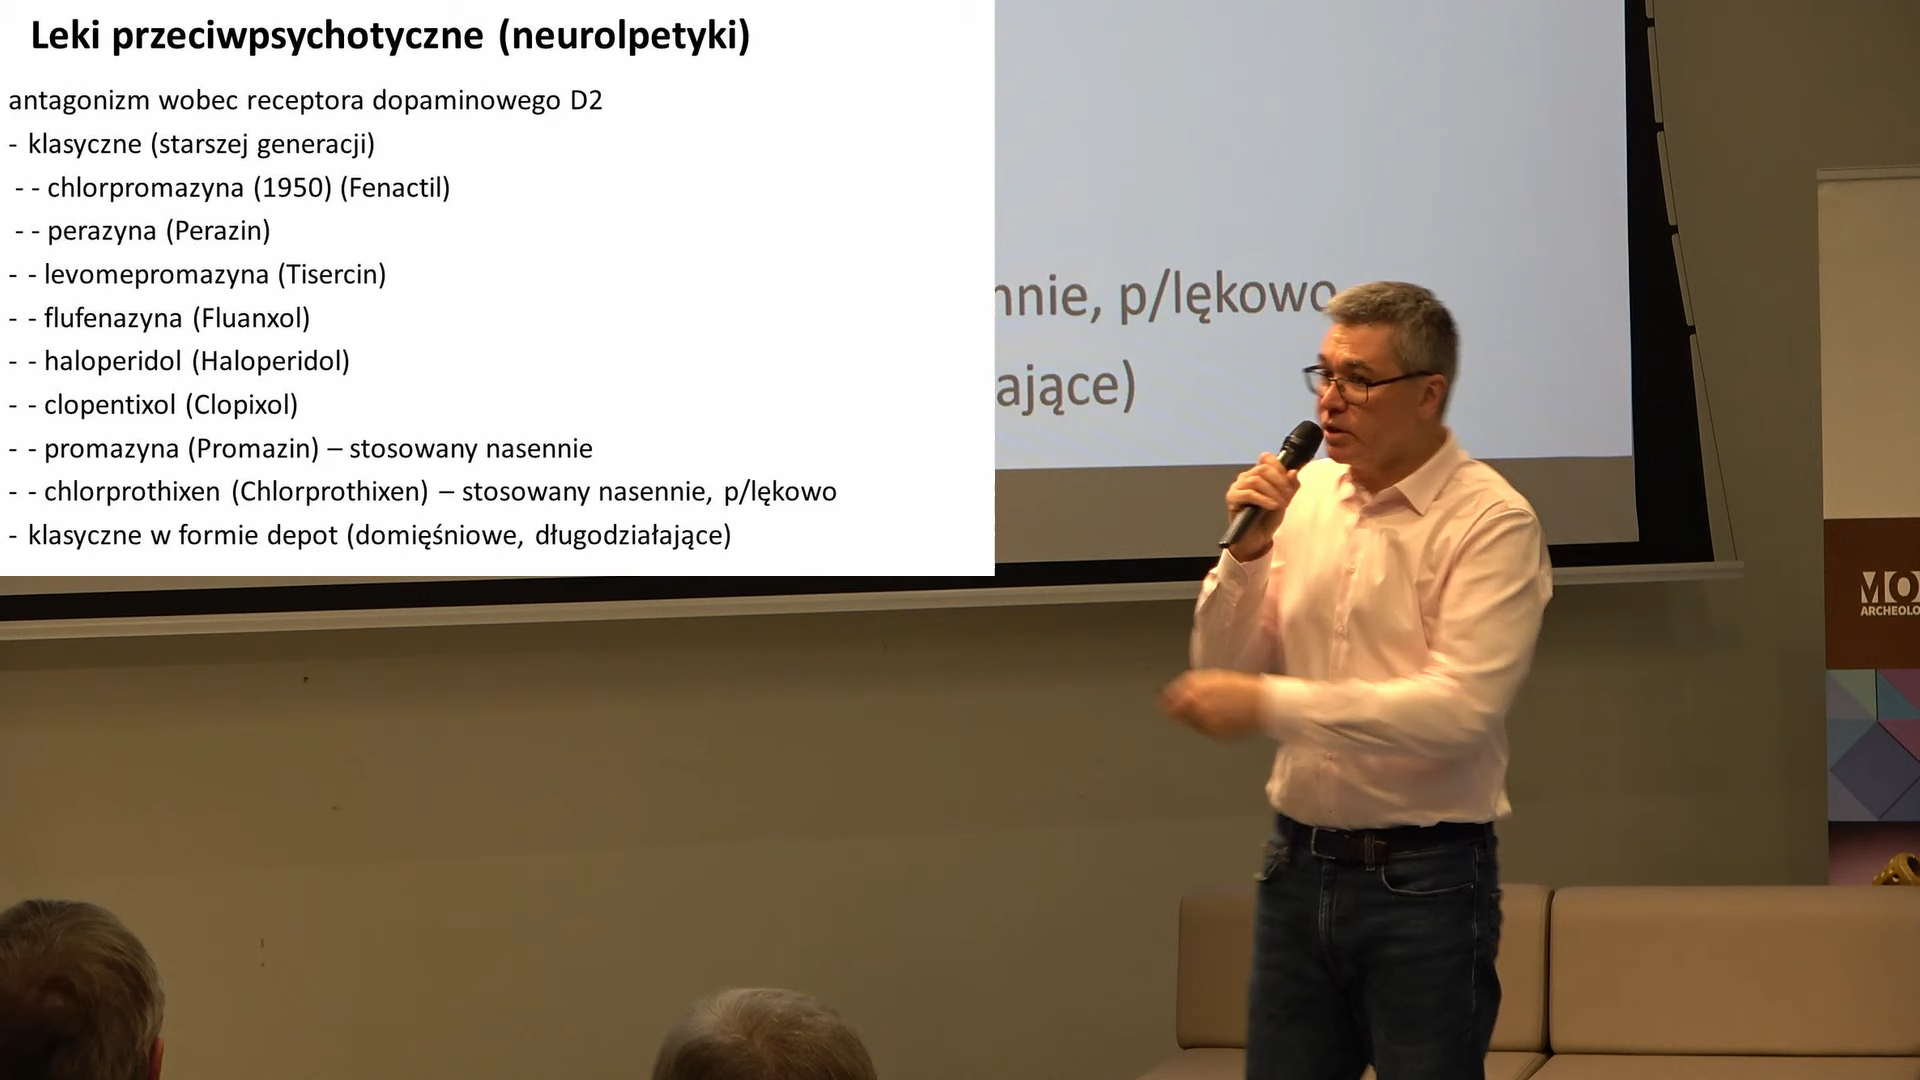 Leki przeciwpsychotyczne (neurolpetyki)
antagonizm wobec receptora dopaminowego D2
- klasyczne (starszej generacji)
- - chlorpromazyna (1950) (Fenactil)
- - perazyna (Perazin)
- - levomepromazyna (Tisercin)
- - flufenazyna (Fluanxol)
- - haloperidol (Haloperidol)
- - clopentixol (Clopixol)
- - promazyna (Promazin) – stosowany nasennie
- - chlorprothixen (Chlorprothixen) – stosowany nasennie, p/lękowo
- klasyczne w formie depot (domięśniowe, długodziałające)
nnie, p/lękowo
ające)
MO
ARCHEOLO